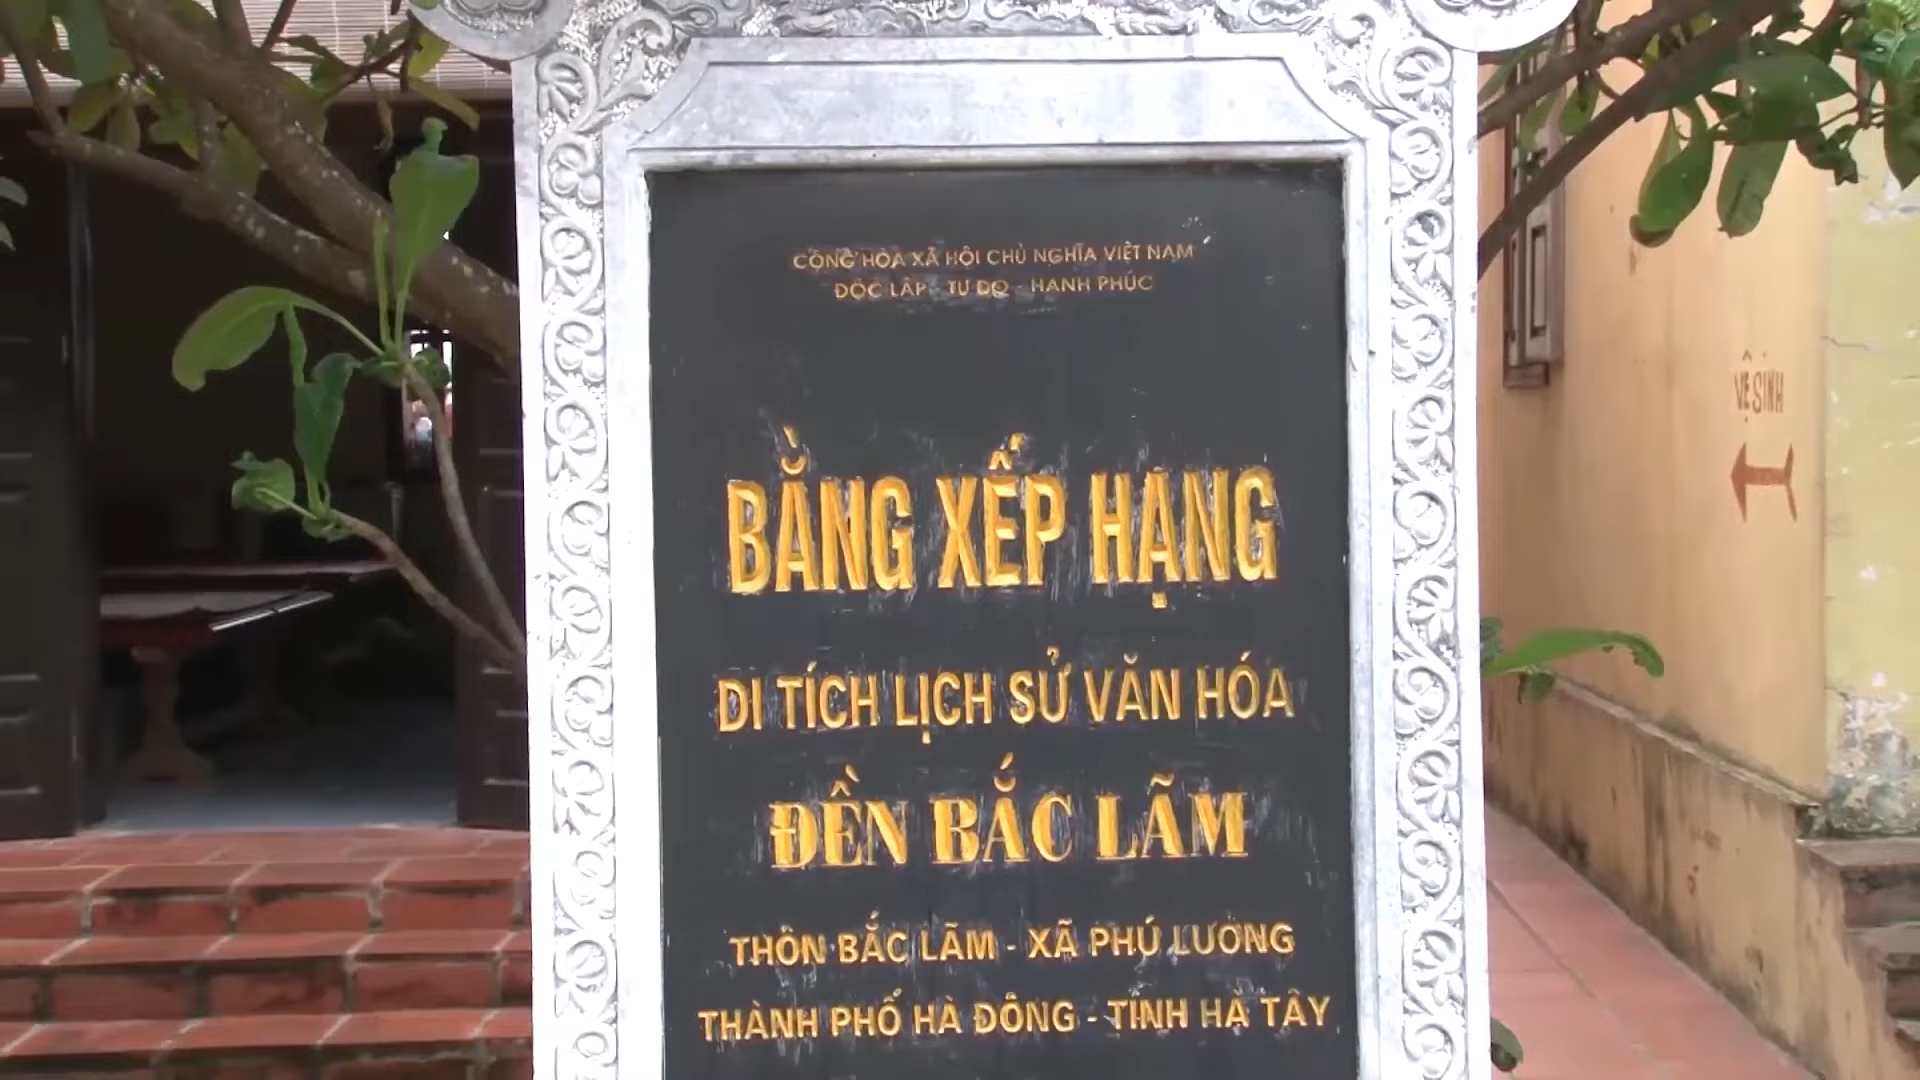 CỘNG HÒA XÃ HỘI CHỦ NGHĨA VIỆT NAM
ĐỘC LẬP - TỰ DO - HẠNH PHÚC
BẰNG XẾP HẠNG
DI TÍCH LỊCH SỬ VĂN HÓA
ĐỀN BẮC LÃM
THÔN BẮC LÃM - XÃ PHÚ LƯƠNG
THÀNH PHỐ HÀ ĐÔNG - TỈNH HÀ TÂY
VỆ SINH